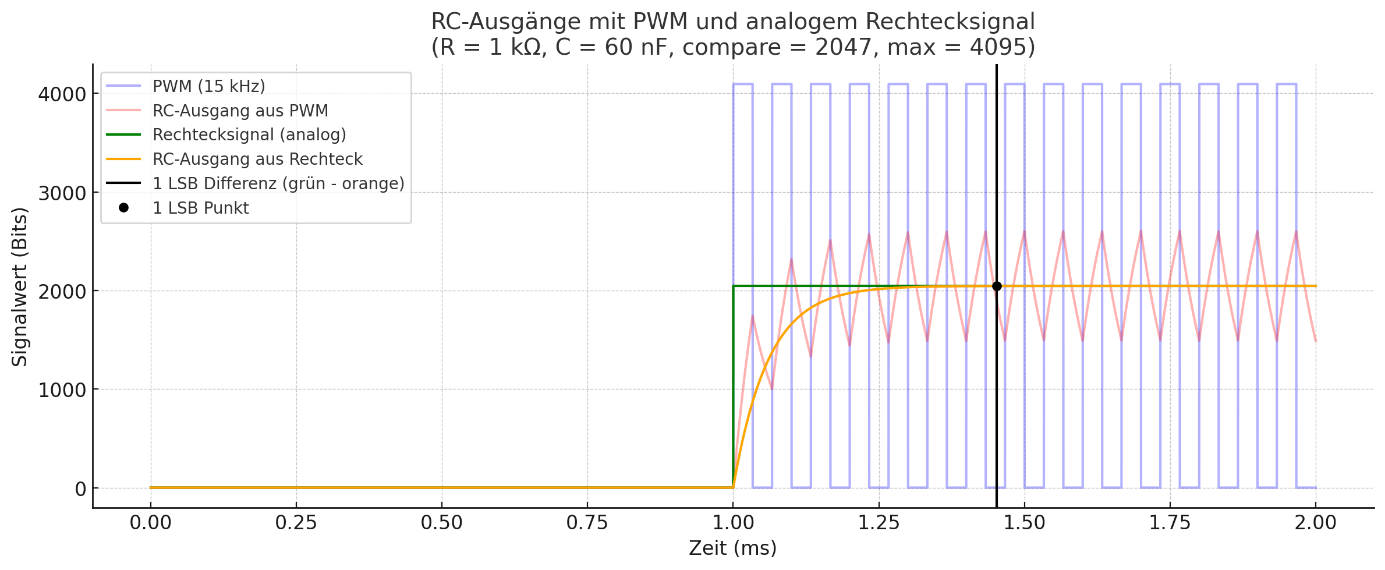 RC-Ausgänge mit PWM und analogem Rechtecksignal
(R = 1 kΩ, C = 60 nF, compare = 2047, max = 4095)
PWM (15 kHz)
RC-Ausgang aus PWM
Rechtecksignal (analog)
RC-Ausgang aus Rechteck
1 LSB Differenz (grün - orange)
1 LSB Punkt
Signalwert (Bits)
4000
3000
2000
1000
0
0.00 0.25 0.50 0.75 1.00 1.25 1.50 1.75 2.00
Zeit (ms)